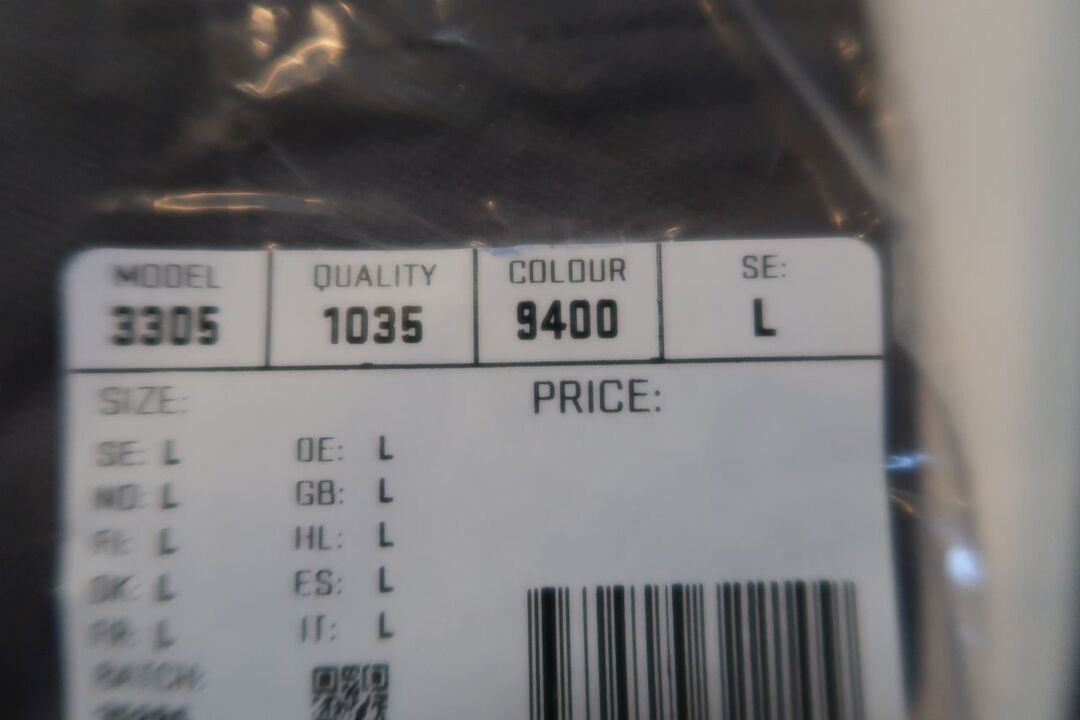 MODEL QUALITY COLOUR SE:
3305 1035 9400 L
SIZE: PRICE:
SE: L DE: L
NO: L GB: L
FI: L HL: L
DK: L ES: L
FR: L IT: L
BATCH: